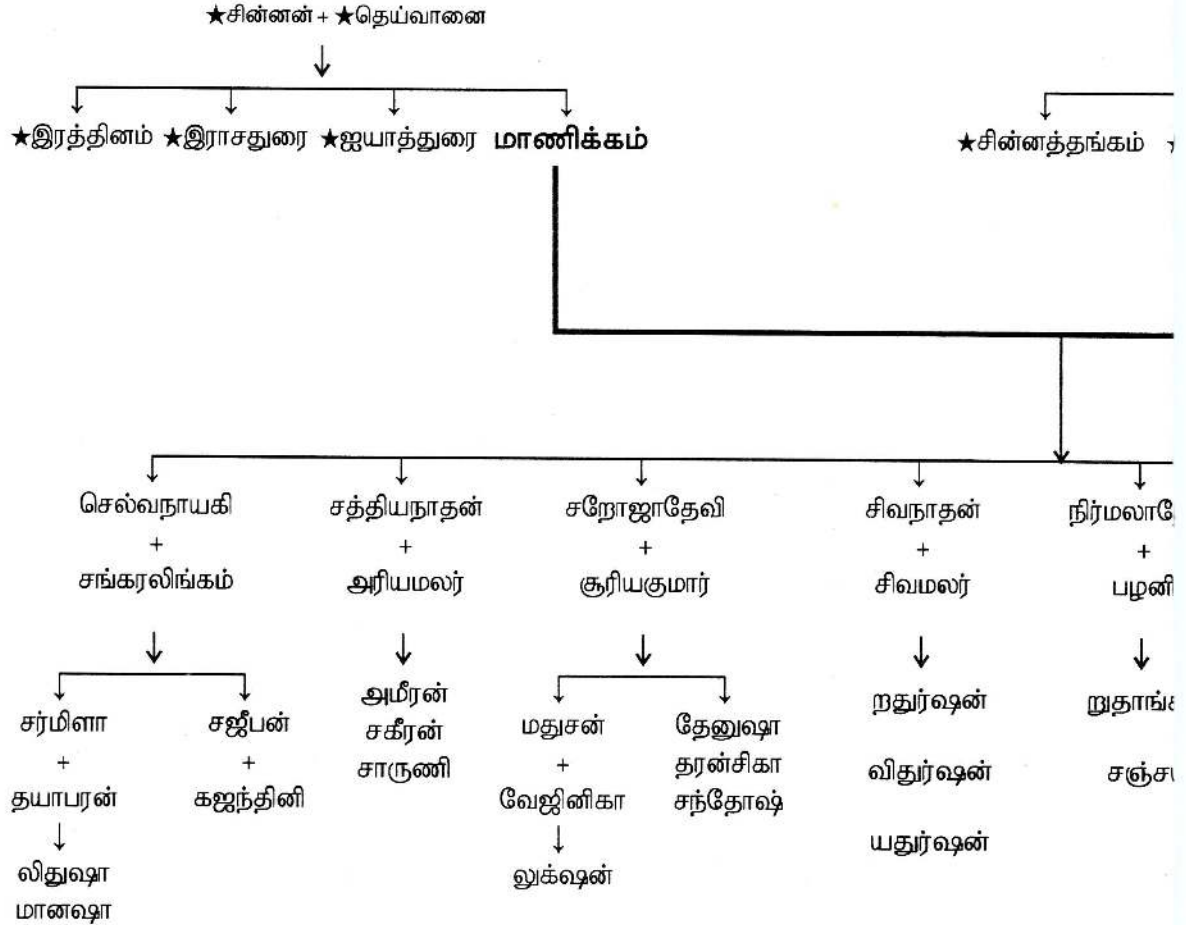 ★சின்னன் + ★தெய்வானை
★இரத்தினம் ★இராசதுரை ★ஐயாத்துரை மாணிக்கம் ★சின்னத்தங்கம்
செல்வநாயகி சத்தியநாதன் சறோஜாதேவி சிவநாதன்
+ + + + +
சங்கரலிங்கம் அரியமலர் சூரியகுமார் சிவமலர் பழனி
அமீரன் றதுர்ஷன்
சர்மிளா சஜீபன் சகீரன் மதுசன் தேனுஷா
+ + சாருணி + தரன்சிகா விதுர்ஷன்
தயாபரன் கஜந்தினி வேஜினிகா சந்தோஷ்
யதுர்ஷன்
லிதுஷா லுக்ஷன்
மானஷா